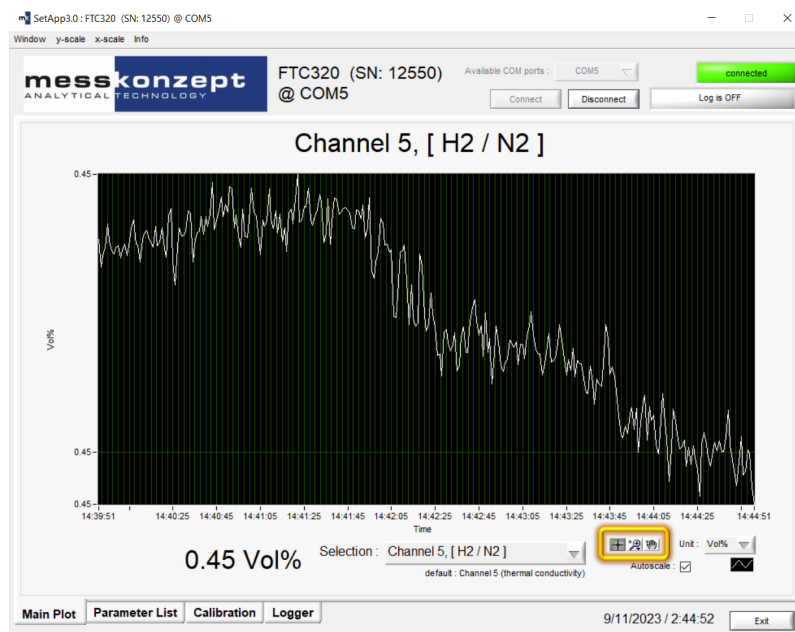 SetApp3.0 : FTC320 (SN: 12550) @ COM5
Window y-scale x-scale Info
messkonzept
ANALYTICAL TECHNOLOGY
FTC320 (SN: 12550)
@ COM5
Available COM ports : COM5
connected
Connect Disconnect Log is OFF
Channel 5, [ H2 / N2 ]
0.45
Vol%
0.45
0.45
14:39:51 14:40:25 14:40:45 14:41:05 14:41:25 14:41:45 14:42:05 14:42:25 14:42:45 14:43:05 14:43:25 14:43:45 14:44:05 14:44:25 14:44:51
Time
0.45 Vol% Selection : Channel 5, [ H2 / N2 ] Unit : Vol%
default : Channel 5 (thermal conductivity) Autoscale :
Main Plot Parameter List Calibration Logger
9/11/2023 / 2:44:52 Exit